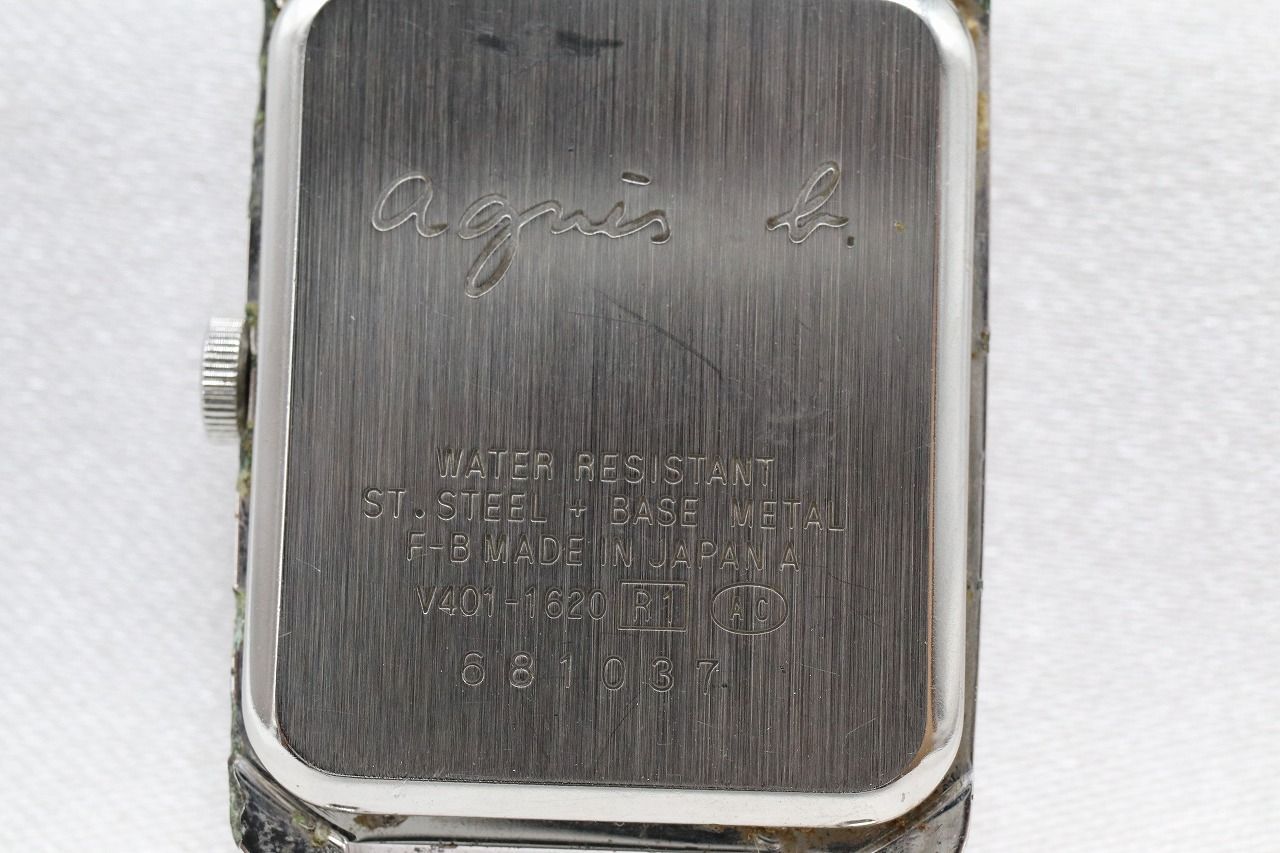 agnès b.
WATER RESISTANT
ST. STEEL + BASE METAL
F-B MADE IN JAPAN A
V401-1620 R1 AC
681037